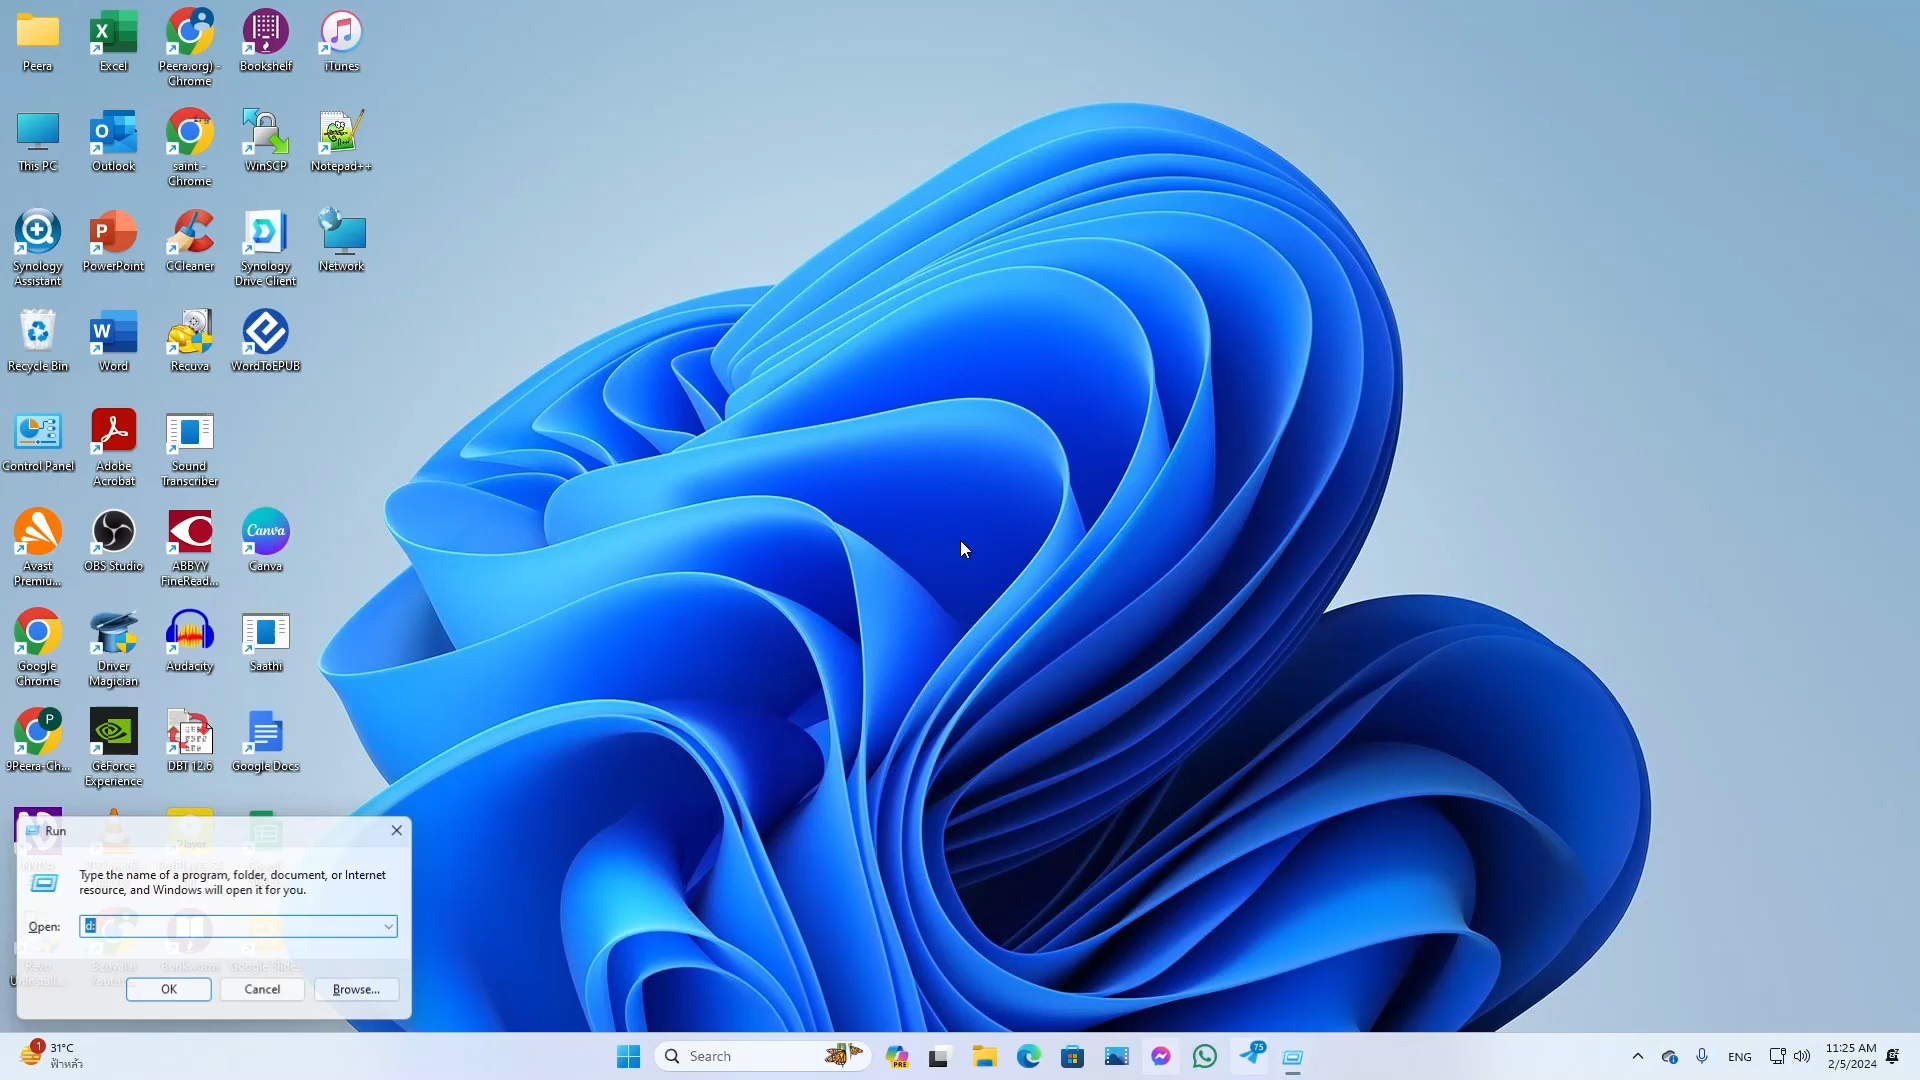 Peera
Excel
Peera.org) -
Chrome
Bookshelf
iTunes
This PC
Outlook
saint -
Chrome
WinSCP
Notepad++
Synology
Assistant
PowerPoint
CCleaner
Synology
Drive Client
Network
Recycle Bin
Word
Recuva
WordToEPUB
Control Panel
Adobe
Acrobat
Sound
Transcriber
Avast
Premiu...
OBS Studio
ABBYY
FineRead...
Canva
Canva
Google
Chrome
Driver
Magician
Audacity
Saathi
9Peera-Ch...
GeForce
Experience
DBT 12.6
Google Docs
Run
Type the name of a program, folder, document, or Internet
resource, and Windows will open it for you.
Open:
d:
OK
Cancel
Browse...
1
31°C
ฟ้าหลัว
Search
PRE
75
ENG
11:25 AM
2/5/2024